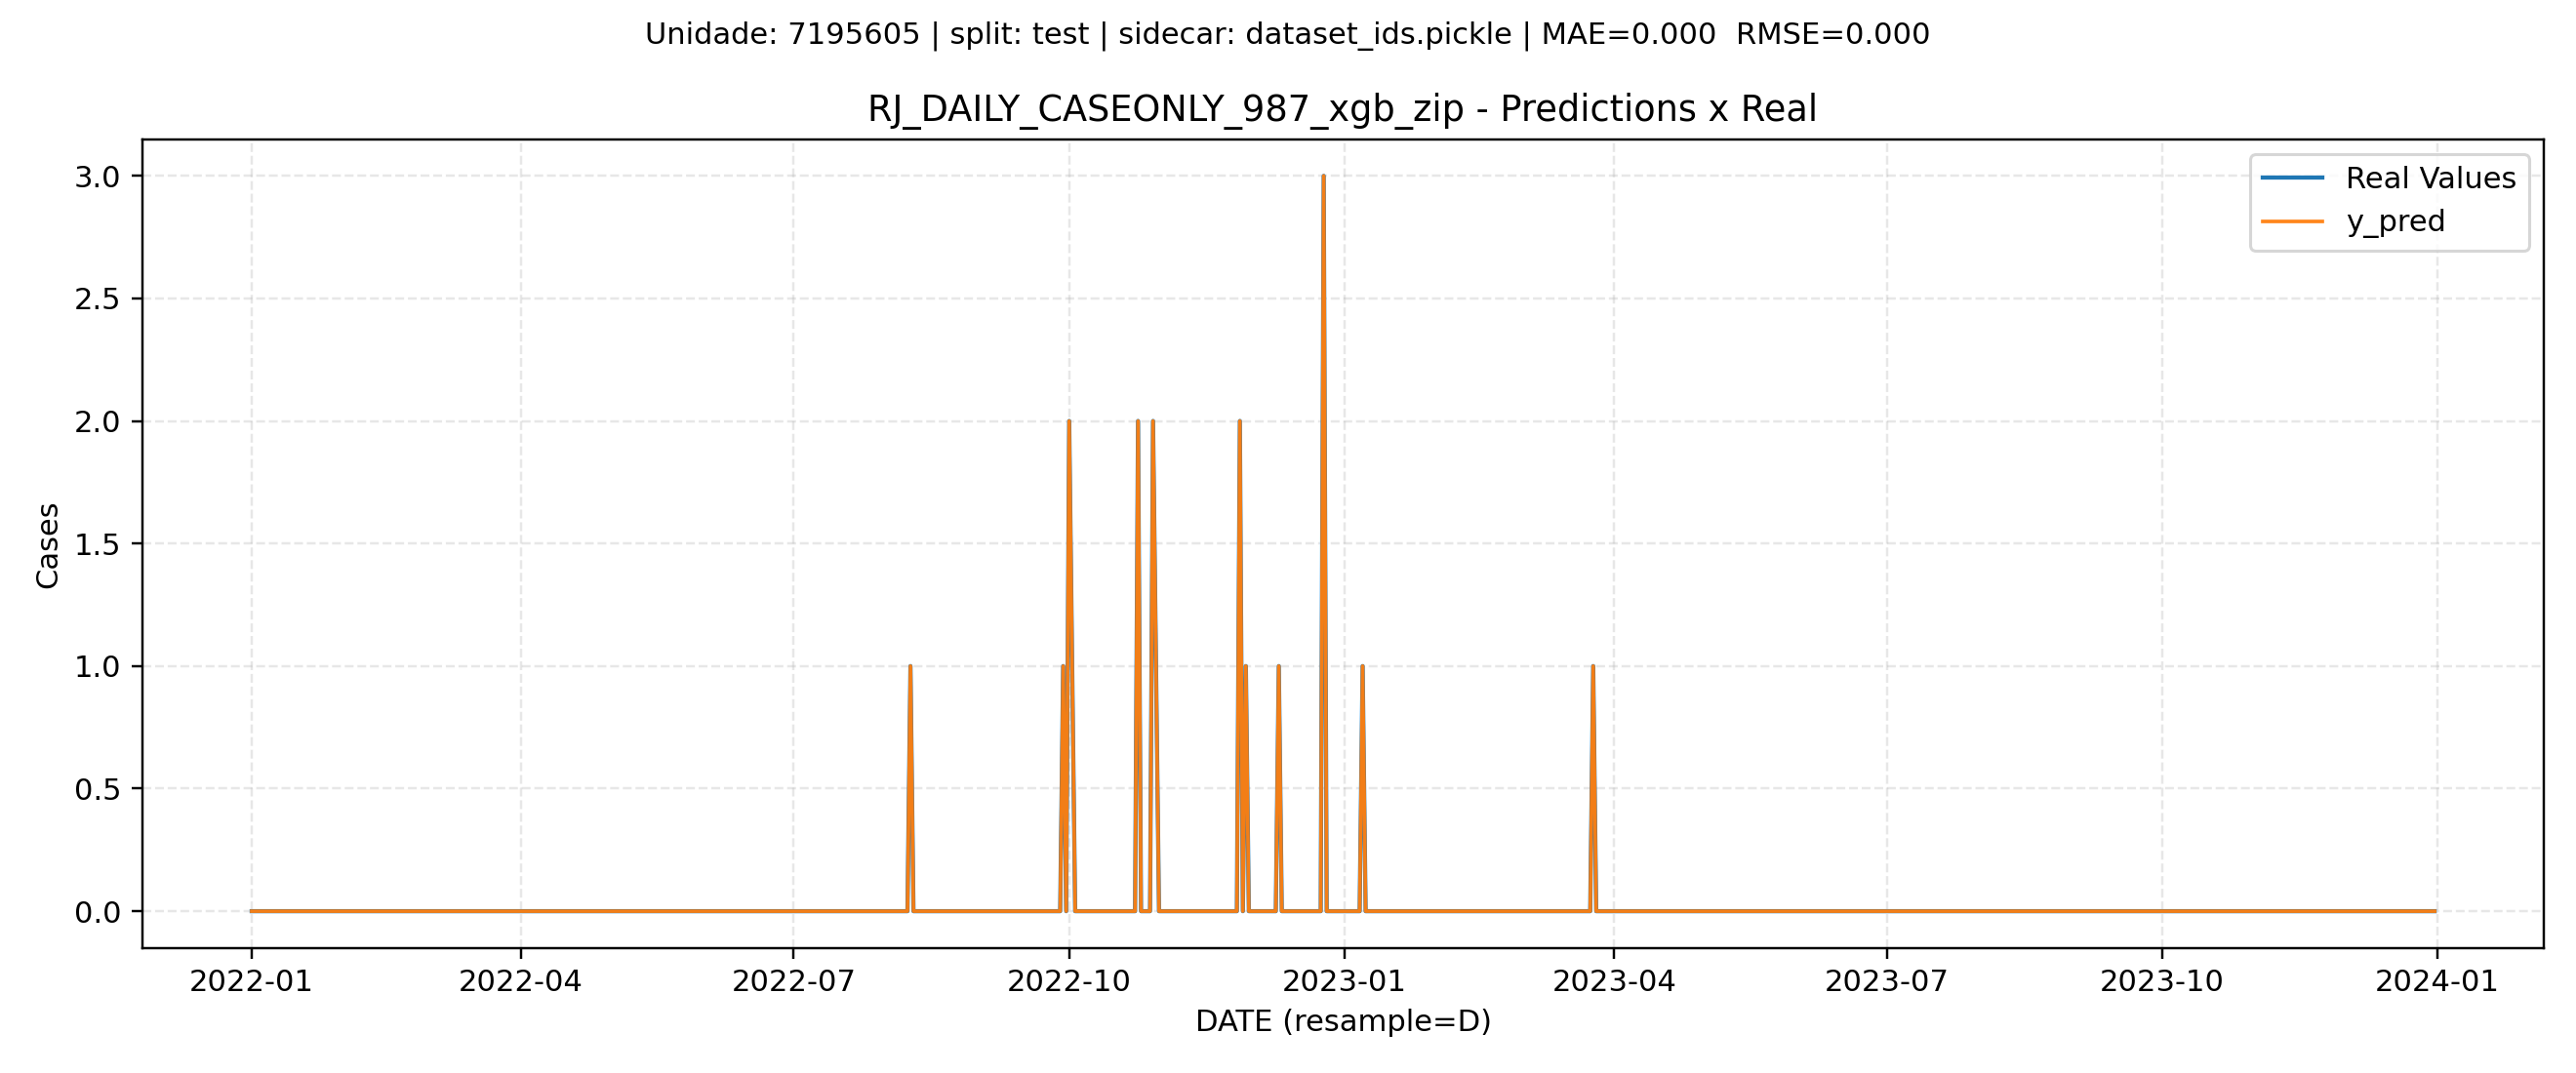 Unidade: 7195605 | split: test | sidecar: dataset_ids.pickle | MAE=0.000  RMSE=0.000
RJ_DAILY_CASEONLY_987_xgb_zip - Predictions x Real
Real Values
y_pred
3.0
2.5
2.0
1.5
1.0
0.5
0.0
Cases
2022-01 2022-04 2022-07 2022-10 2023-01 2023-04 2023-07 2023-10 2024-01
DATE (resample=D)